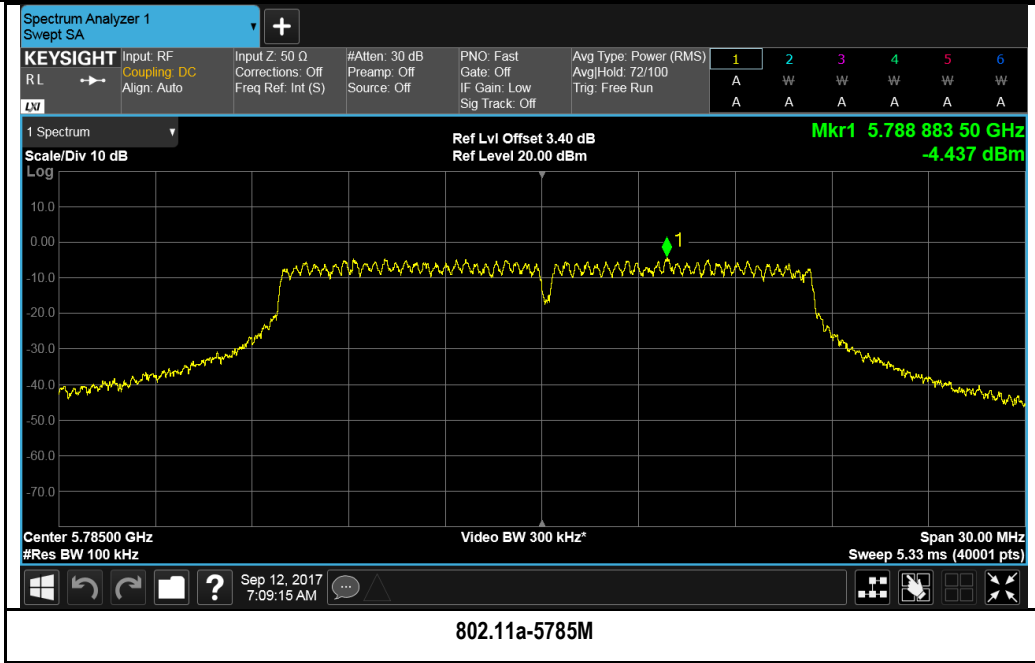 Spectrum Analyzer 1
Swept SA
+
KEYSIGHT
RL
LXI
Input: RF
Coupling: DC
Align: Auto
Input Z: 50 Ω
Corrections: Off
Freq Ref: Int (S)
#Atten: 30 dB
Preamp: Off
Source: Off
PNO: Fast
Gate: Off
IF Gain: Low
Sig Track: Off
Avg Type: Power (RMS)
Avg|Hold: 72/100
Trig: Free Run
1 2 3 4 5 6
A W W W W W
A A A A A A
1 Spectrum
Scale/Div 10 dB
Log
Ref Lvl Offset 3.40 dB
Ref Level 20.00 dBm
Mkr1 5.788 883 50 GHz
-4.437 dBm
10.0
0.00
-10.0
-20.0
-30.0
-40.0
-50.0
-60.0
-70.0
1
Center 5.78500 GHz
#Res BW 100 kHz
Video BW 300 kHz*
Span 30.00 MHz
Sweep 5.33 ms (40001 pts)
?
Sep 12, 2017
7:09:15 AM
802.11a-5785M